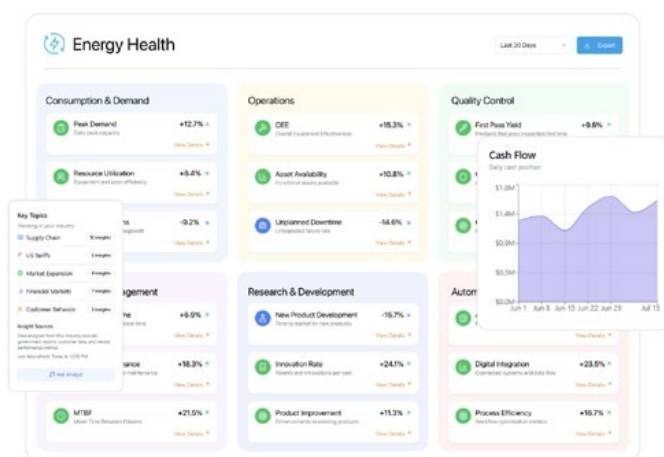 Energy Health
Last 30 Days
Export
Consumption & Demand
Peak Demand
+12.7%
Daily peak capacity
View Details
Resource Utilization
+8.4%
Equipment and labor efficiency
View Details
-9.2%
View Details
Operations
OEE
+15.3%
Overall Equipment Effectiveness
View Details
Asset Availability
+10.8%
Functional assets available
View Details
Unplanned Downtime
-14.6%
Unexpected failure rate
View Details
Quality Control
First Pass Yield
+9.6%
Products that pass inspection first time
Cash Flow
Daily cash position
$1.4M
$0.9M
$0.5M
$0.0M
Jun 1
Jun 8
Jun 15
Jun 22
Jun 29
Jul 13
Key Topics
Trending in your industry
Supply Chain
US Tariffs
Market Expansion
Financial Markets
Customer Behavior
Insight Sources
Ask Analyst
agement
+6.9%
View Details
+18.3%
View Details
MTBF
+21.5%
Mean Time Between Failures
View Details
Research & Development
New Product Development
-15.7%
Time to market for new products
View Details
Innovation Rate
+24.1%
Patents and innovations per year
View Details
Product Improvement
+11.3%
Enhancements to existing products
View Details
Autom
View Details
Digital Integration
+23.5%
Connected systems and data flow
View Details
Process Efficiency
+16.7%
Workflow optimization metrics
View Details